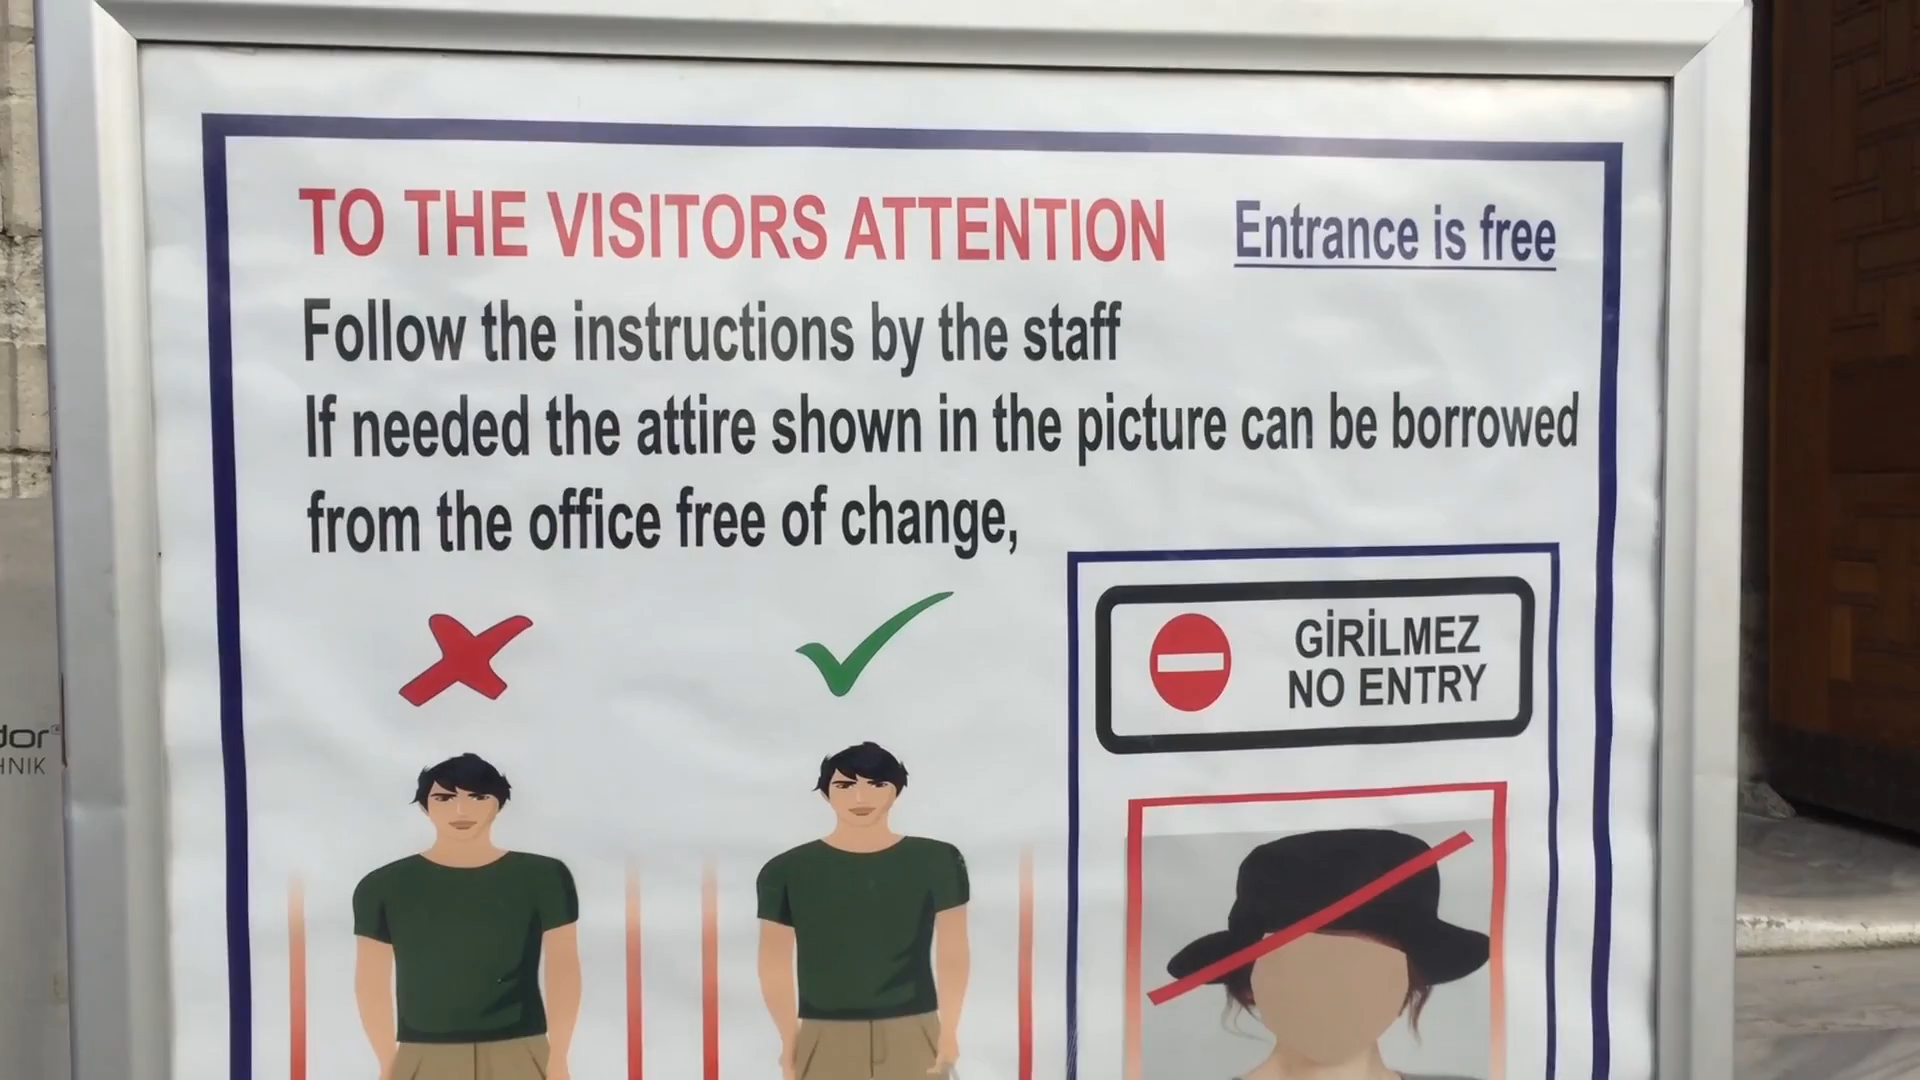 TO THE VISITORS ATTENTION
Entrance is free
Follow the instructions by the staff
If needed the attire shown in the picture can be borrowed
from the office free of change,
GİRİLMEZ
NO ENTRY